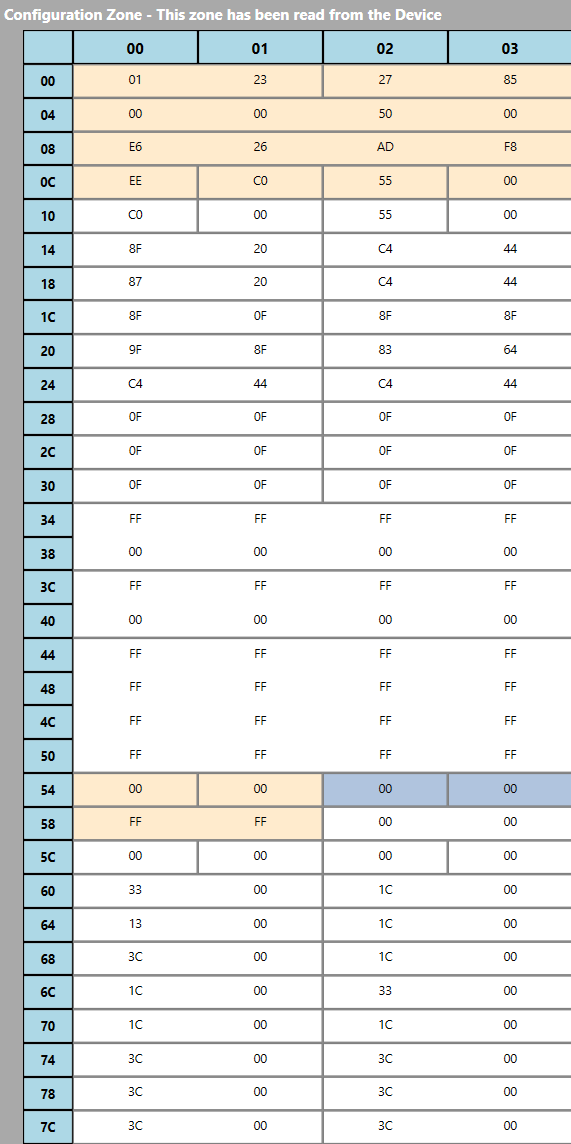 Configuration Zone - This zone has been read from the Device
00 01 02 03
00 01 23 27 85
04 00 00 50 00
08 E6 26 AD F8
0C EE C0 55 00
10 C0 00 55 00
14 8F 20 C4 44
18 87 20 C4 44
1C 8F 0F 8F 8F
20 9F 8F 83 64
24 C4 44 C4 44
28 0F 0F 0F 0F
2C 0F 0F 0F 0F
30 0F 0F 0F 0F
34 FF FF FF FF
38 00 00 00 00
3C FF FF FF FF
40 00 00 00 00
44 FF FF FF FF
48 FF FF FF FF
4C FF FF FF FF
50 FF FF FF FF
54 00 00 00 00
58 FF FF 00 00
5C 00 00 00 00
60 33 00 1C 00
64 13 00 1C 00
68 3C 00 1C 00
6C 1C 00 33 00
70 1C 00 1C 00
74 3C 00 3C 00
78 3C 00 3C 00
7C 3C 00 3C 00